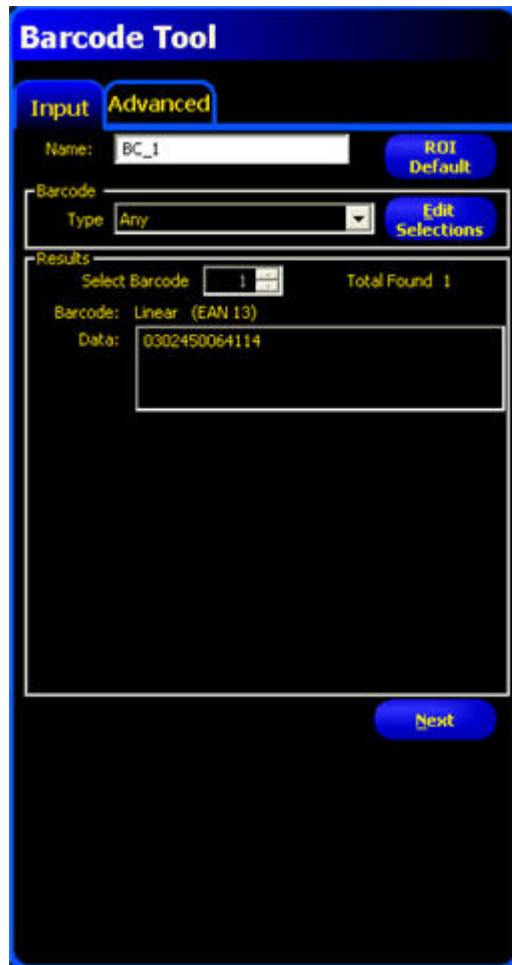 Barcode Tool
Input Advanced
Name: BC_1 ROI Default
Barcode
Type Any Edit Selections
Results
Select Barcode 1 Total Found 1
Barcode: Linear (EAN 13)
Data: 0302450064114
Next